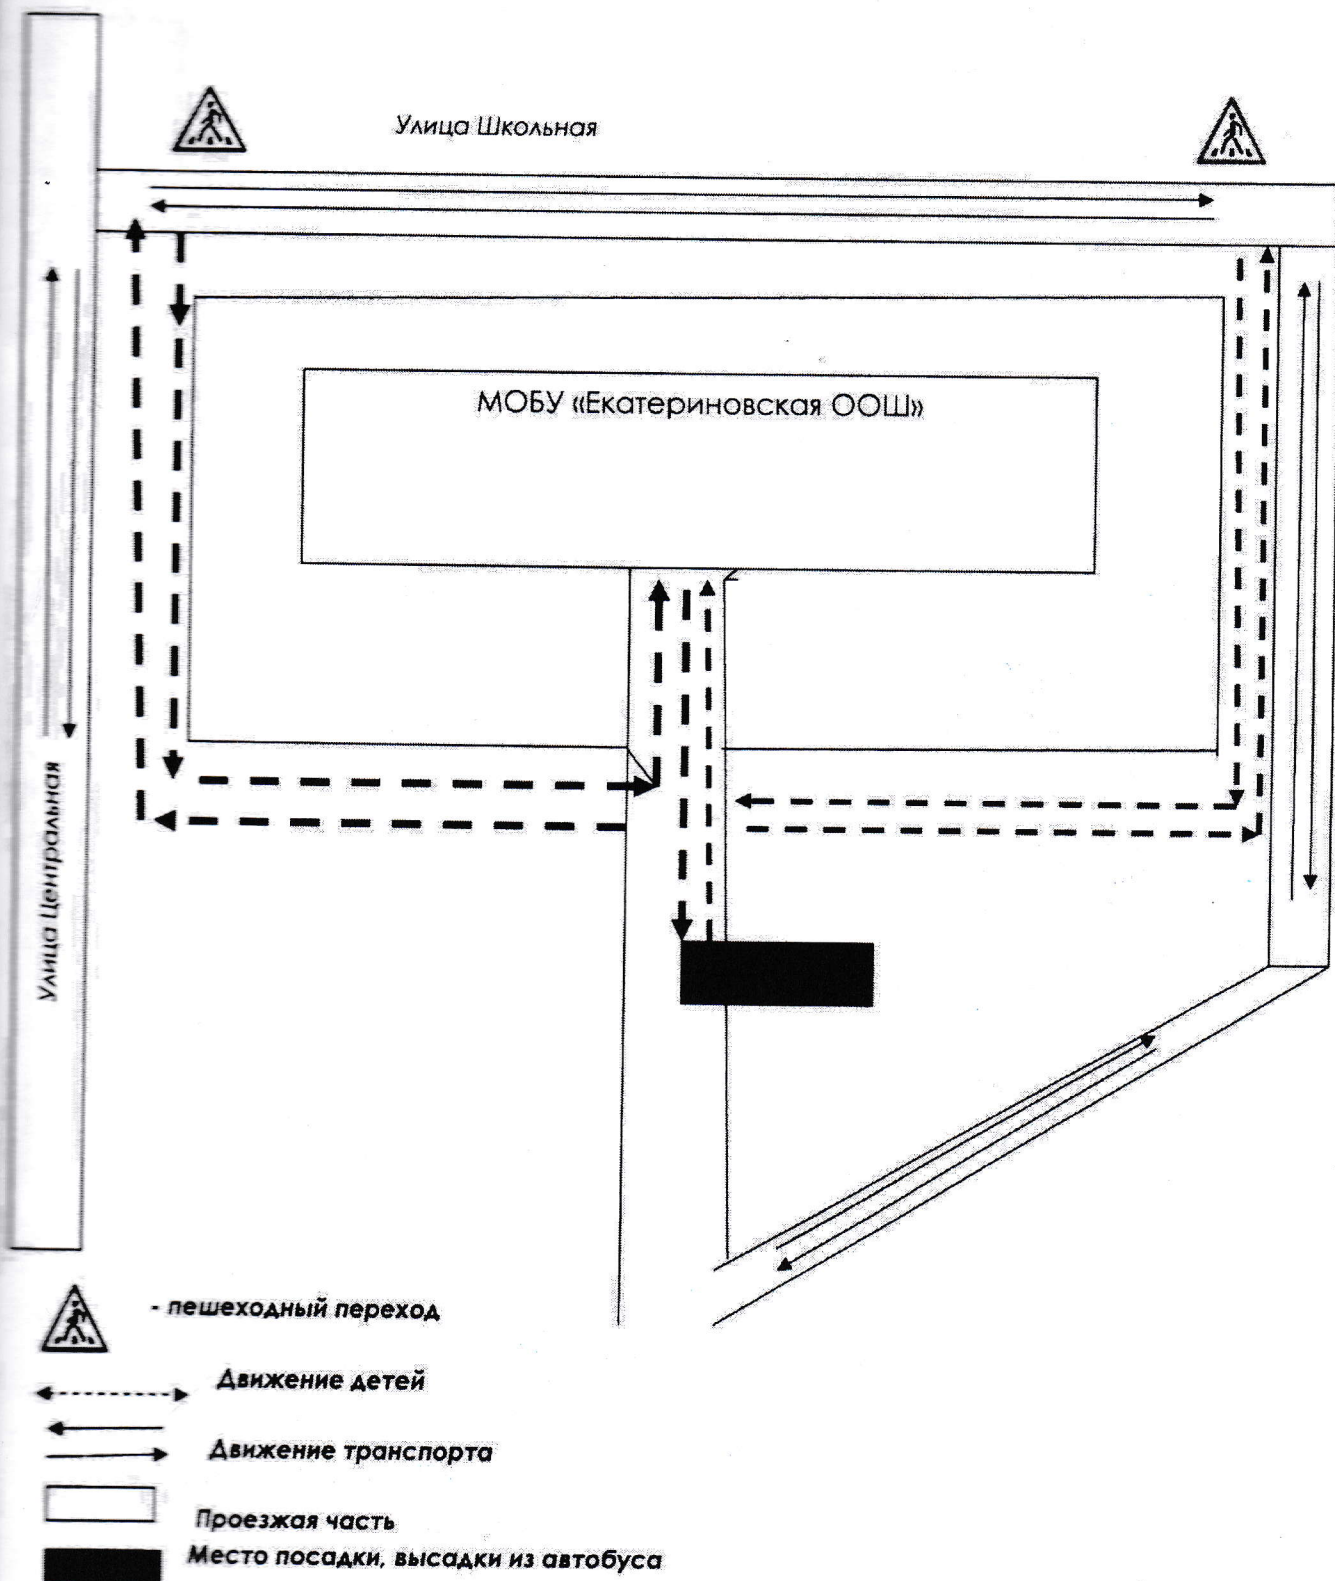 Улица Школьная
МОБУ «Екатериновская ООШ»
Улица Центральная
- пешеходный переход
Движение детей
Движение транспорта
Проезжая часть
Место посадки, высадки из автобуса